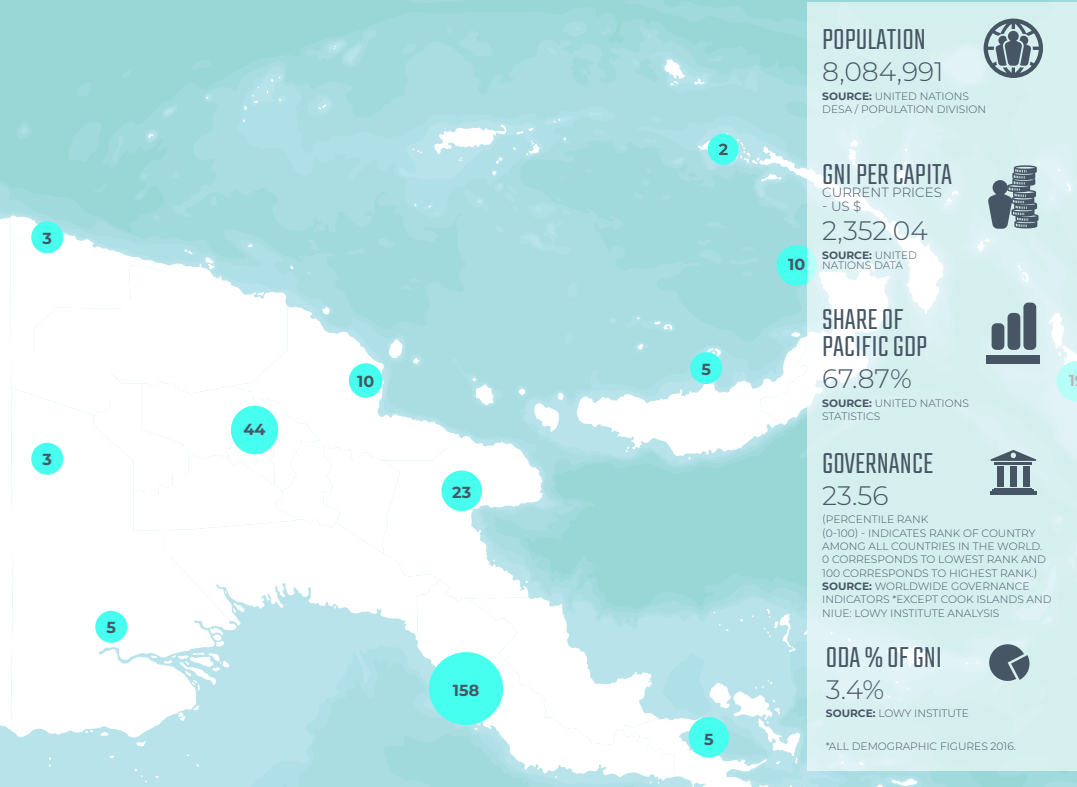 POPULATION
8,084,991
SOURCE: UNITED NATIONS
DESA / POPULATION DIVISION
GNI PER CAPITA
CURRENT PRICES
- US $
2,352.04
SOURCE: UNITED
NATIONS DATA
SHARE OF
PACIFIC GDP
67.87%
SOURCE: UNITED NATIONS
STATISTICS
GOVERNANCE
23.56
(PERCENTILE RANK
(0-100) - INDICATES RANK OF COUNTRY
AMONG ALL COUNTRIES IN THE WORLD.
0 CORRESPONDS TO LOWEST RANK AND
100 CORRESPONDS TO HIGHEST RANK.)
SOURCE: WORLDWIDE GOVERNANCE
INDICATORS *EXCEPT COOK ISLANDS AND
NIUE: LOWY INSTITUTE ANALYSIS
ODA % OF GNI
3.4%
SOURCE: LOWY INSTITUTE
*ALL DEMOGRAPHIC FIGURES 2016.
2
3
10
5
10
44
3
23
5
158
5